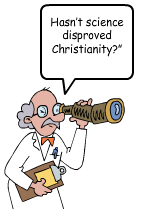 Hasn't science
disproved
Christianity?"